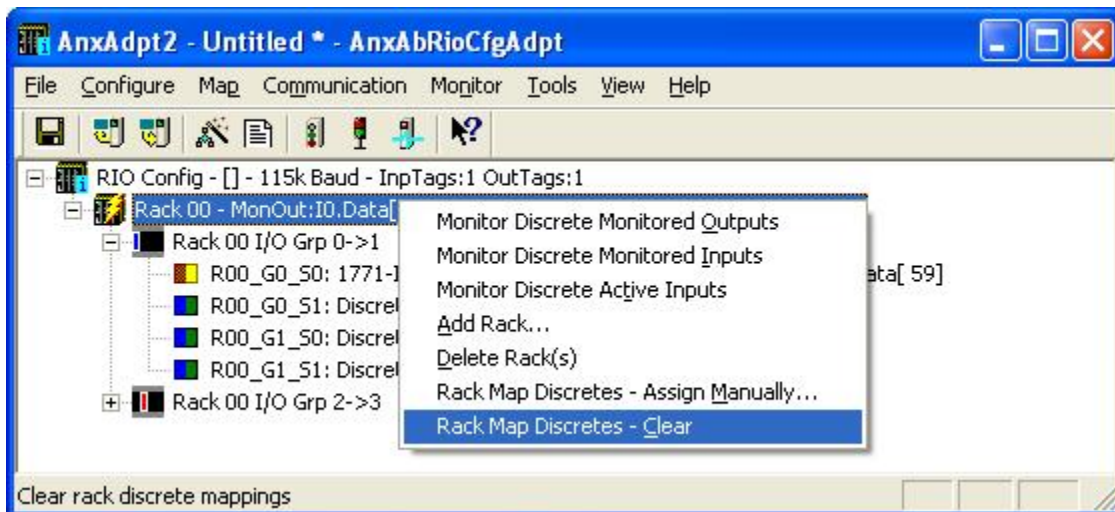 AnxAdpt2 - Untitled * - AnxAbRioCfgAdpt
File Configure Map Communication Monitor Tools View Help
RIO Config - [] - 115k Baud - InpTags:1 OutTags:1
Rack 00 - MonOut:I0.Data[
Rack 00 I/O Grp 0->1
R00_G0_S0: 1771-
ata[ 59]
R00_G0_S1: Discre
R00_G1_S0: Discre
R00_G1_S1: Discre
Rack 00 I/O Grp 2->3
Monitor Discrete Monitored Outputs
Monitor Discrete Monitored Inputs
Monitor Discrete Active Inputs
Add Rack...
Delete Rack(s)
Rack Map Discretes - Assign Manually...
Rack Map Discretes - Clear
Clear rack discrete mappings